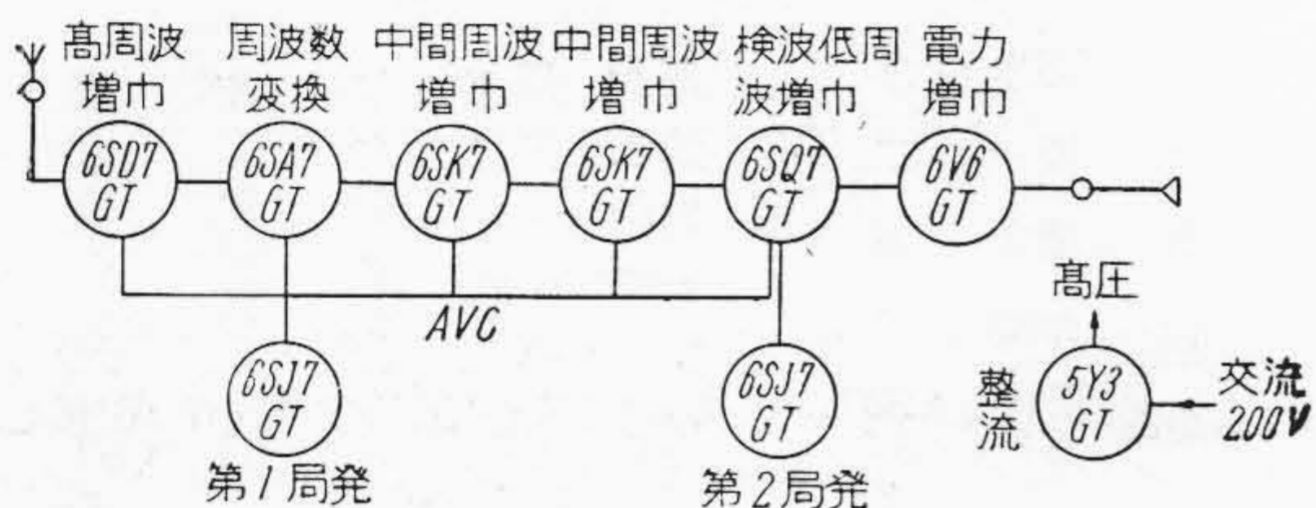 高周波
増巾
周波数
変換
中間周波
増巾
中間周波
増巾
検波低周
波増巾
電力
増巾
6SD7
GT
6SA7
GT
6SK7
GT
6SK7
GT
6SQ7
GT
6V6
GT
AVC
6SJ7
GT
第1局発
6SJ7
GT
第2局発
高圧
整流
5Y3
GT
交流
200V